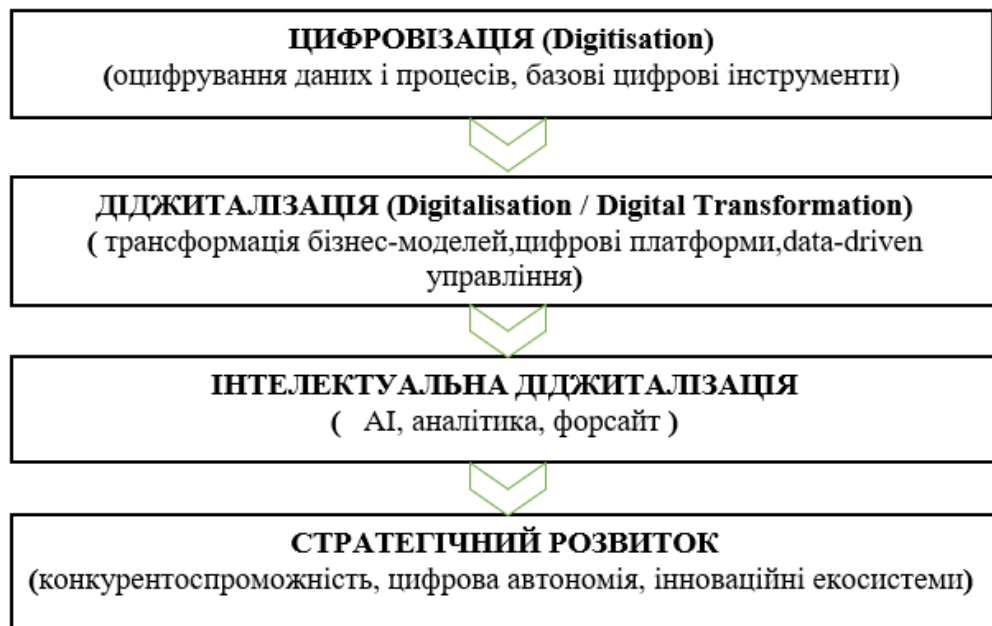 ЦИФРОВІЗАЦІЯ (Digitisation)
(оцифрування даних і процесів, базові цифрові інструменти)
ДІДЖИТАЛІЗАЦІЯ (Digitalisation / Digital Transformation)
( трансформація бізнес-моделей,цифрові платформи,data-driven
управління)
ІНТЕЛЕКТУАЛЬНА ДІДЖИТАЛІЗАЦІЯ
( AI, аналітика, форсайт )
СТРАТЕГІЧНИЙ РОЗВИТОК
(конкурентоспроможність, цифрова автономія, інноваційні екосистеми)